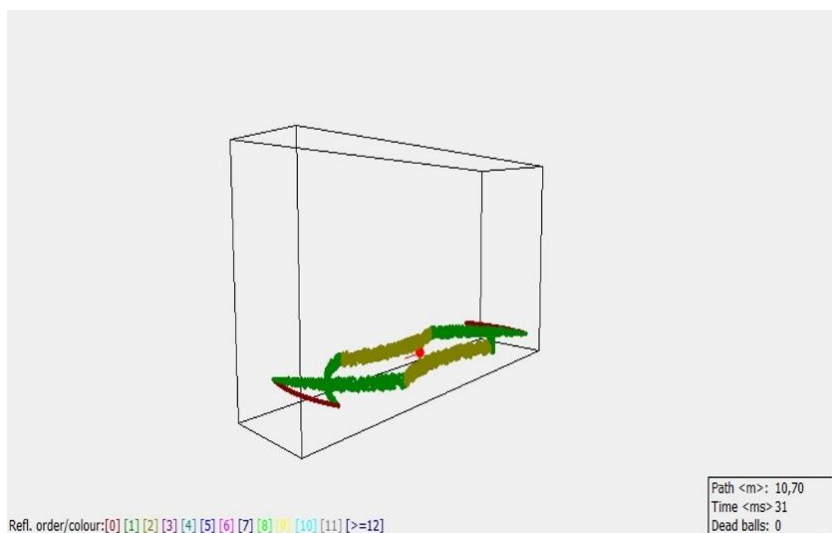 Path <m>: 10,70
Time <ms> 31
Dead balls: 0
Refl. order/colour:[0] [1] [2] [3] [4] [5] [6] [7] [8] [9] [10] [11] [>=12]